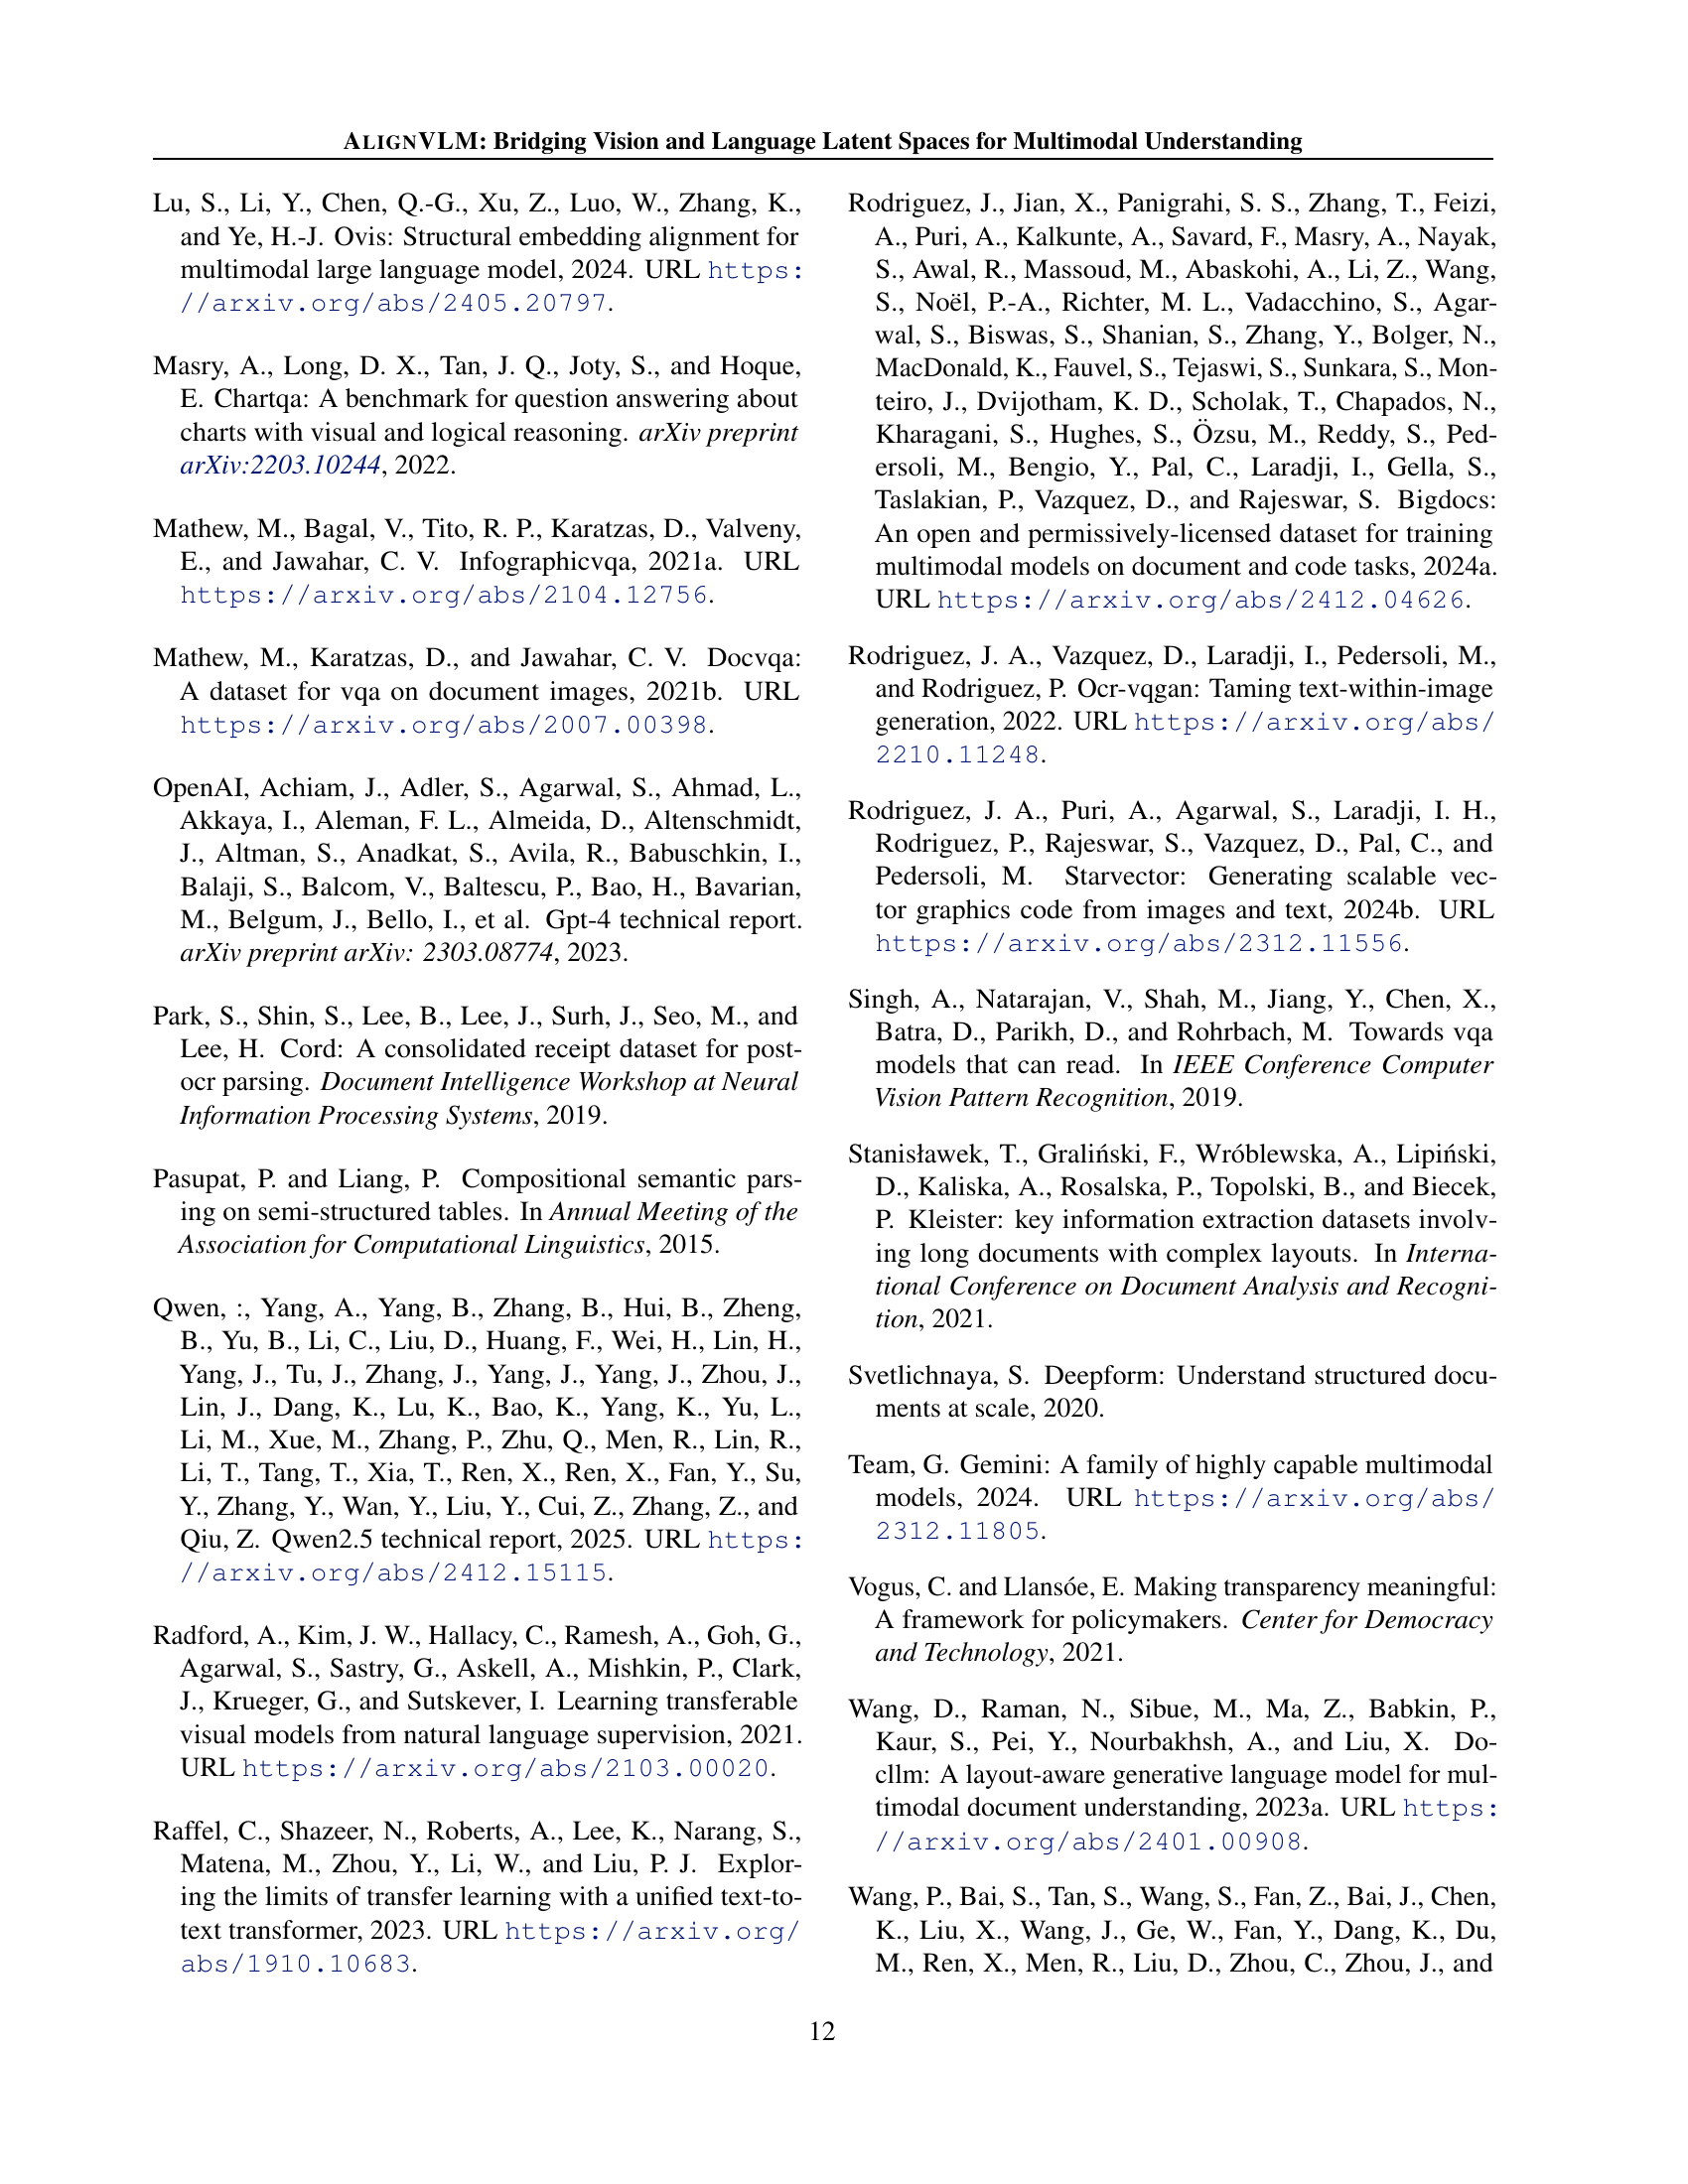 ALIGNVLM: Bridging Vision and Language Latent Spaces for Multimodal Understanding
Lu, S., Li, Y., Chen, Q.-G., Xu, Z., Luo, W., Zhang, K.,
and Ye, H.-J. Ovis: Structural embedding alignment for
multimodal large language model, 2024. URL https:
//arxiv.org/abs/2405.20797.
Masry, A., Long, D. X., Tan, J. Q., Joty, S., and Hoque,
E. Chartqa: A benchmark for question answering about
charts with visual and logical reasoning. arXiv preprint
arXiv:2203.10244, 2022.
Mathew, M., Bagal, V., Tito, R. P., Karatzas, D., Valveny,
E., and Jawahar, C. V. Infographicvqa, 2021a. URL
https://arxiv.org/abs/2104.12756.
Mathew, M., Karatzas, D., and Jawahar, C. V. Docvqa:
A dataset for vqa on document images, 2021b. URL
https://arxiv.org/abs/2007.00398.
OpenAI, Achiam, J., Adler, S., Agarwal, S., Ahmad, L.,
Akkaya, I., Aleman, F. L., Almeida, D., Altenschmidt,
J., Altman, S., Anadkat, S., Avila, R., Babuschkin, I.,
Balaji, S., Balcom, V., Baltescu, P., Bao, H., Bavarian,
M., Belgum, J., Bello, I., et al. Gpt-4 technical report.
arXiv preprint arXiv: 2303.08774, 2023.
Park, S., Shin, S., Lee, B., Lee, J., Surh, J., Seo, M., and
Lee, H. Cord: A consolidated receipt dataset for post-
ocr parsing. Document Intelligence Workshop at Neural
Information Processing Systems, 2019.
Pasupat, P. and Liang, P. Compositional semantic pars-
ing on semi-structured tables. In Annual Meeting of the
Association for Computational Linguistics, 2015.
Qwen, :, Yang, A., Yang, B., Zhang, B., Hui, B., Zheng,
B., Yu, B., Li, C., Liu, D., Huang, F., Wei, H., Lin, H.,
Yang, J., Tu, J., Zhang, J., Yang, J., Yang, J., Zhou, J.,
Lin, J., Dang, K., Lu, K., Bao, K., Yang, K., Yu, L.,
Li, M., Xue, M., Zhang, P., Zhu, Q., Men, R., Lin, R.,
Li, T., Tang, T., Xia, T., Ren, X., Ren, X., Fan, Y., Su,
Y., Zhang, Y., Wan, Y., Liu, Y., Cui, Z., Zhang, Z., and
Qiu, Z. Qwen2.5 technical report, 2025. URL https:
//arxiv.org/abs/2412.15115.
Radford, A., Kim, J. W., Hallacy, C., Ramesh, A., Goh, G.,
Agarwal, S., Sastry, G., Askell, A., Mishkin, P., Clark,
J., Krueger, G., and Sutskever, I. Learning transferable
visual models from natural language supervision, 2021.
URL https://arxiv.org/abs/2103.00020.
Raffel, C., Shazeer, N., Roberts, A., Lee, K., Narang, S.,
Matena, M., Zhou, Y., Li, W., and Liu, P. J. Explor-
ing the limits of transfer learning with a unified text-to-
text transformer, 2023. URL https://arxiv.org/
abs/1910.10683.
Rodriguez, J., Jian, X., Panigrahi, S. S., Zhang, T., Feizi,
A., Puri, A., Kalkunte, A., Savard, F., Masry, A., Nayak,
S., Awal, R., Massoud, M., Abaskohi, A., Li, Z., Wang,
S., Noël, P.-A., Richter, M. L., Vadacchino, S., Agar-
wal, S., Biswas, S., Shanian, S., Zhang, Y., Bolger, N.,
MacDonald, K., Fauvel, S., Tejaswi, S., Sunkara, S., Mon-
teiro, J., Dvijotham, K. D., Scholak, T., Chapados, N.,
Kharagani, S., Hughes, S., Özsu, M., Reddy, S., Ped-
ersoli, M., Bengio, Y., Pal, C., Laradji, I., Gella, S.,
Taslakian, P., Vazquez, D., and Rajeswar, S. Bigdocs:
An open and permissively-licensed dataset for training
multimodal models on document and code tasks, 2024a.
URL https://arxiv.org/abs/2412.04626.
Rodriguez, J. A., Vazquez, D., Laradji, I., Pedersoli, M.,
and Rodriguez, P. Ocr-vqgan: Taming text-within-image
generation, 2022. URL https://arxiv.org/abs/
2210.11248.
Rodriguez, J. A., Puri, A., Agarwal, S., Laradji, I. H.,
Rodriguez, P., Rajeswar, S., Vazquez, D., Pal, C., and
Pedersoli, M. Starvector: Generating scalable vec-
tor graphics code from images and text, 2024b. URL
https://arxiv.org/abs/2312.11556.
Singh, A., Natarajan, V., Shah, M., Jiang, Y., Chen, X.,
Batra, D., Parikh, D., and Rohrbach, M. Towards vqa
models that can read. In IEEE Conference Computer
Vision Pattern Recognition, 2019.
Stanisławek, T., Graliński, F., Wróblewska, A., Lipiński,
D., Kaliska, A., Rosalska, P., Topolski, B., and Biecek,
P. Kleister: key information extraction datasets involv-
ing long documents with complex layouts. In Interna-
tional Conference on Document Analysis and Recogni-
tion, 2021.
Svetlichnaya, S. Deepform: Understand structured docu-
ments at scale, 2020.
Team, G. Gemini: A family of highly capable multimodal
models, 2024. URL https://arxiv.org/abs/
2312.11805.
Vogus, C. and Llansóe, E. Making transparency meaningful:
A framework for policymakers. Center for Democracy
and Technology, 2021.
Wang, D., Raman, N., Sibue, M., Ma, Z., Babkin, P.,
Kaur, S., Pei, Y., Nourbakhsh, A., and Liu, X. Do-
cllm: A layout-aware generative language model for mul-
timodal document understanding, 2023a. URL https:
//arxiv.org/abs/2401.00908.
Wang, P., Bai, S., Tan, S., Wang, S., Fan, Z., Bai, J., Chen,
K., Liu, X., Wang, J., Ge, W., Fan, Y., Dang, K., Du,
M., Ren, X., Men, R., Liu, D., Zhou, C., Zhou, J., and
12